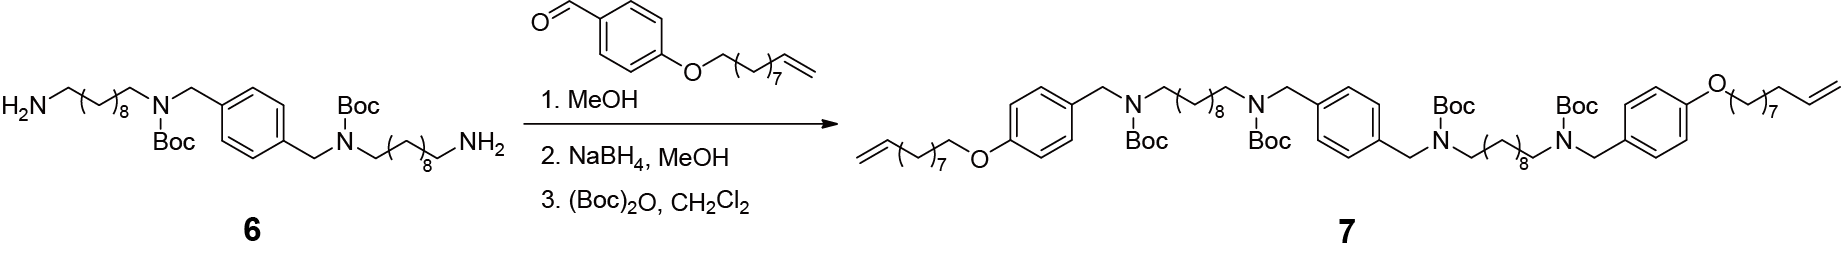 O
O
7
1. MeOH
2. NaBH4, MeOH
3. (Boc)2O, CH2Cl2
H2N
8
N
Boc
Boc
N
8
NH2
6
7
O
N
Boc
8
N
Boc
Boc
N
8
Boc
N
O
7
7